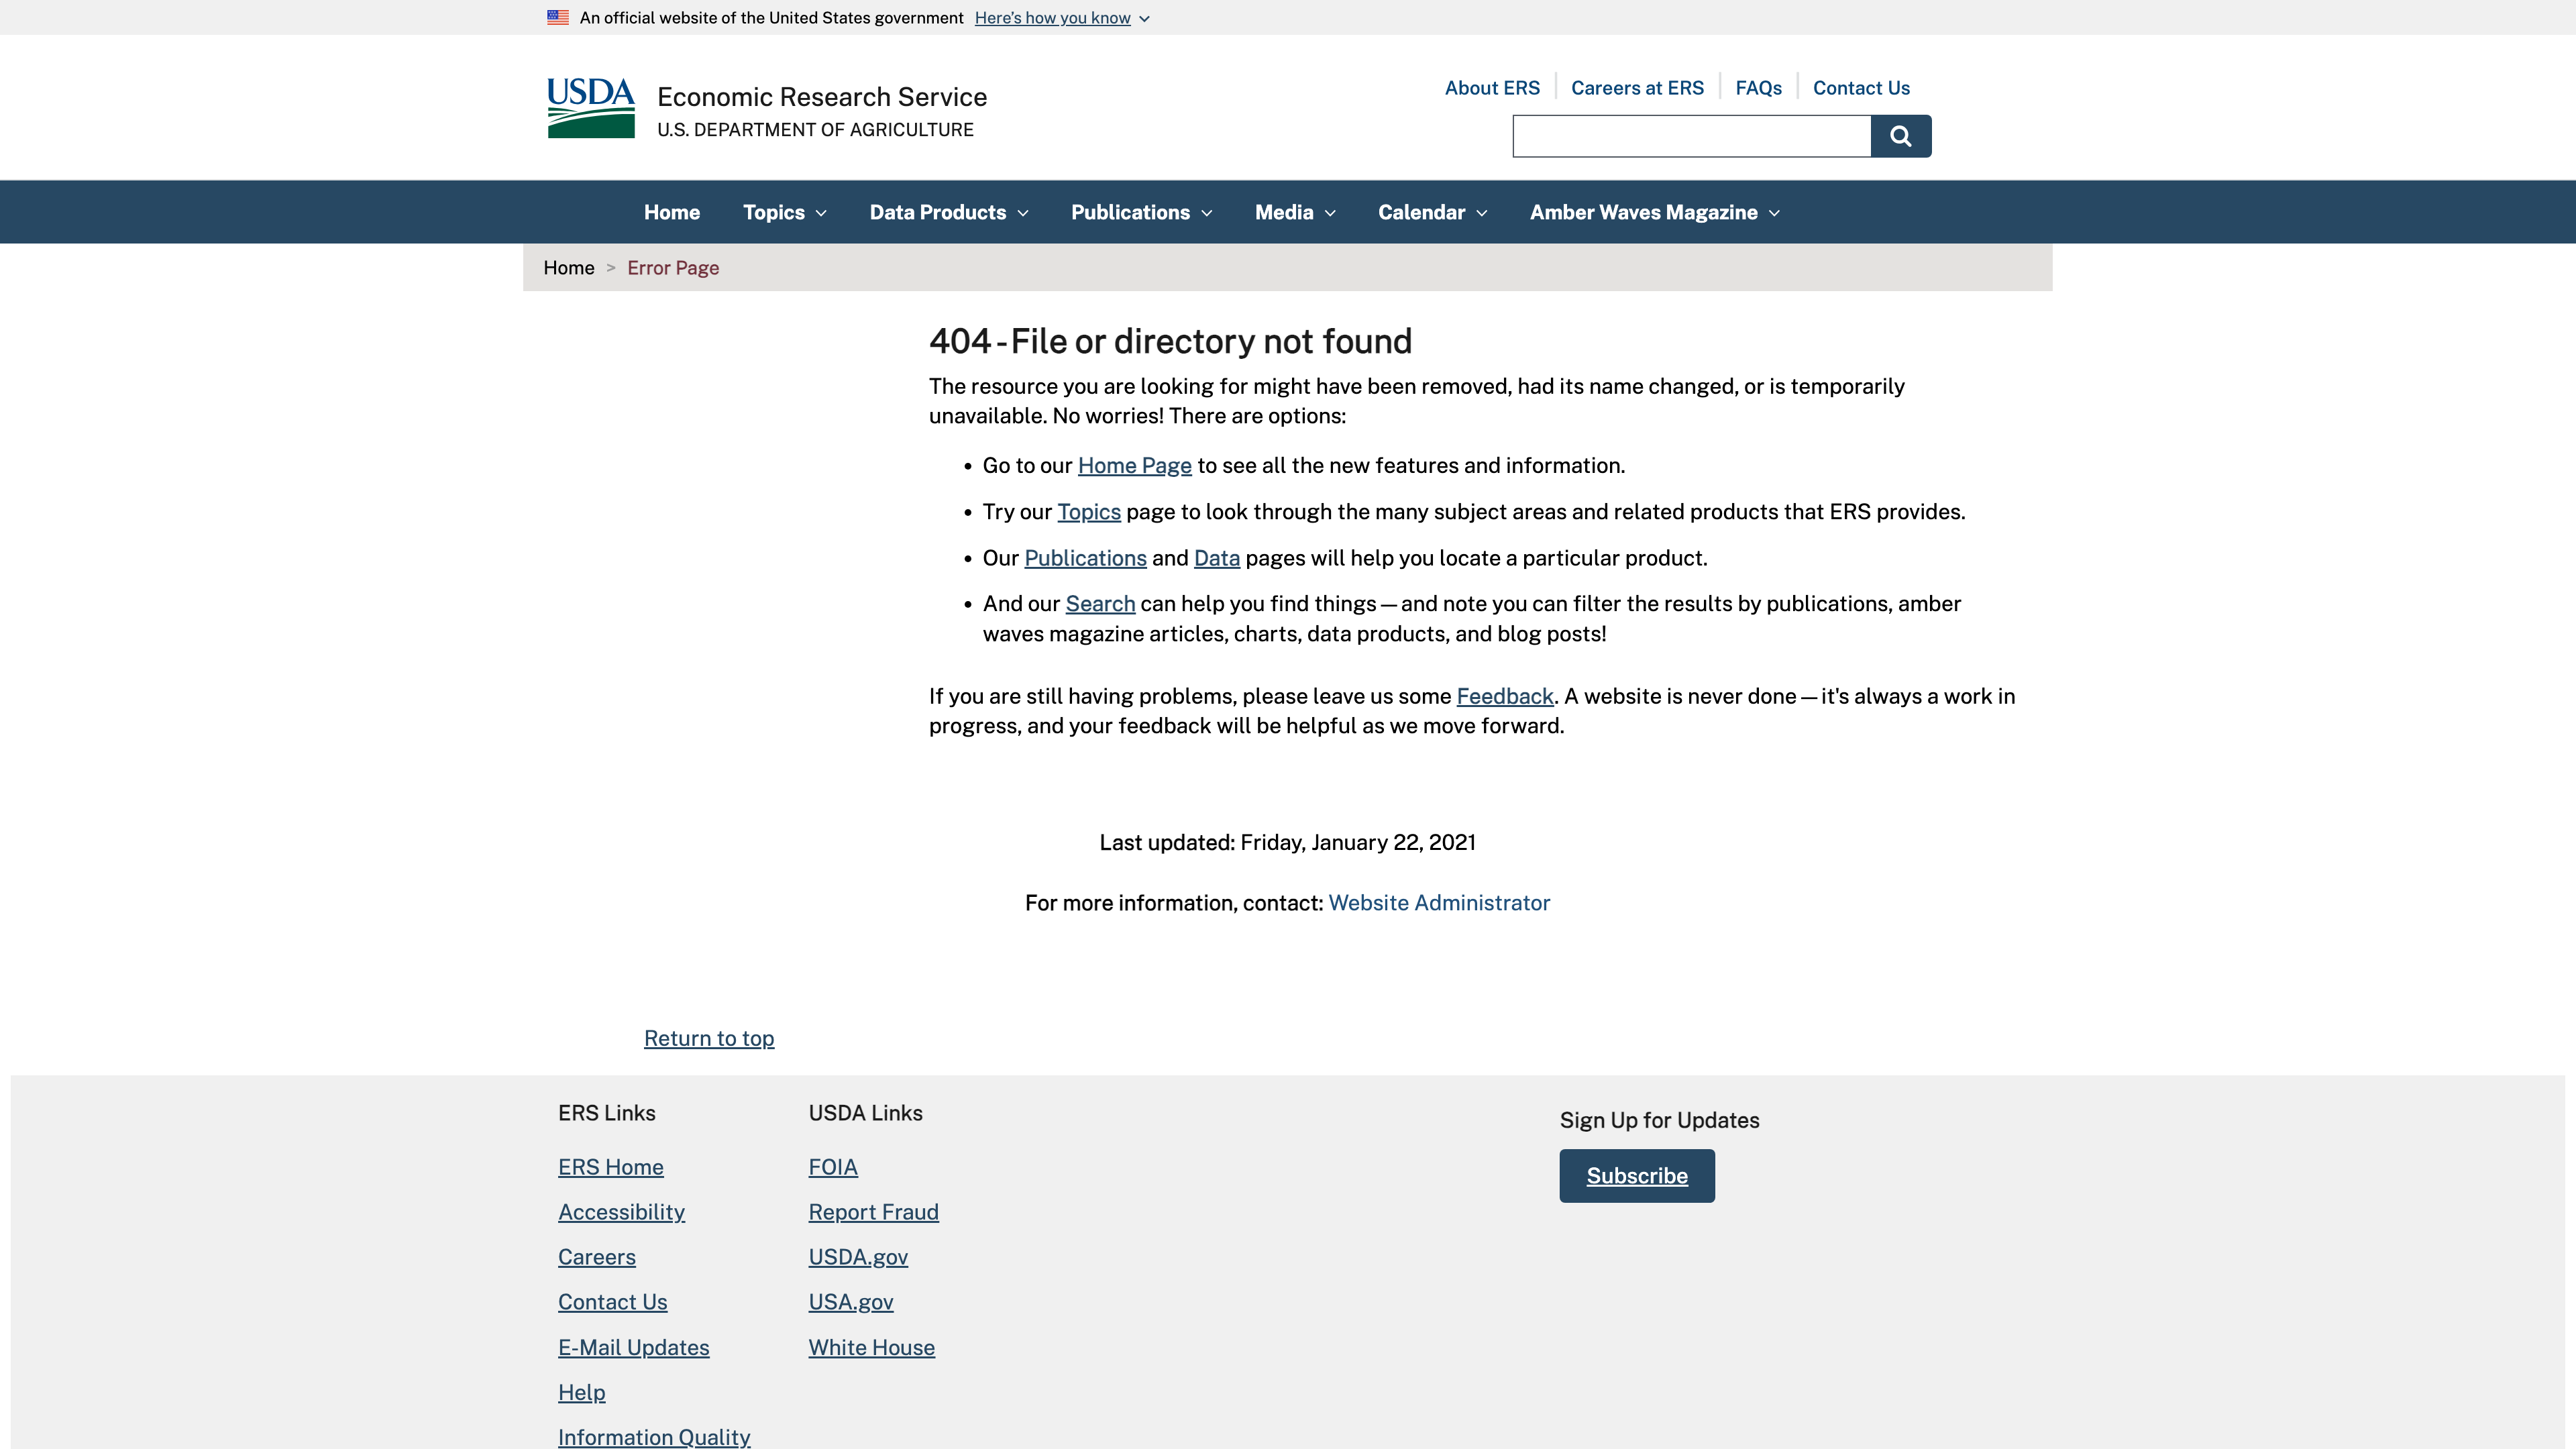 An official website of the United States government Here's how you know
USDA
Economic Research Service
U.S. DEPARTMENT OF AGRICULTURE
About ERS
Careers at ERS
FAQs
Contact Us
Home Topics Data Products Publications Media Calendar Amber Waves Magazine
Home > Error Page
404 - File or directory not found
The resource you are looking for might have been removed, had its name changed, or is temporarily
unavailable. No worries! There are options:
• Go to our Home Page to see all the new features and information.
• Try our Topics page to look through the many subject areas and related products that ERS provides.
• Our Publications and Data pages will help you locate a particular product.
• And our Search can help you find things — and note you can filter the results by publications, amber
waves magazine articles, charts, data products, and blog posts!
If you are still having problems, please leave us some Feedback. A website is never done — it's always a work in
progress, and your feedback will be helpful as we move forward.
Last updated: Friday, January 22, 2021
For more information, contact: Website Administrator
Return to top
ERS Links
ERS Home
Accessibility
Careers
Contact Us
E-Mail Updates
Help
Information Quality
USDA Links
FOIA
Report Fraud
USDA.gov
USA.gov
White House
Sign Up for Updates
Subscribe